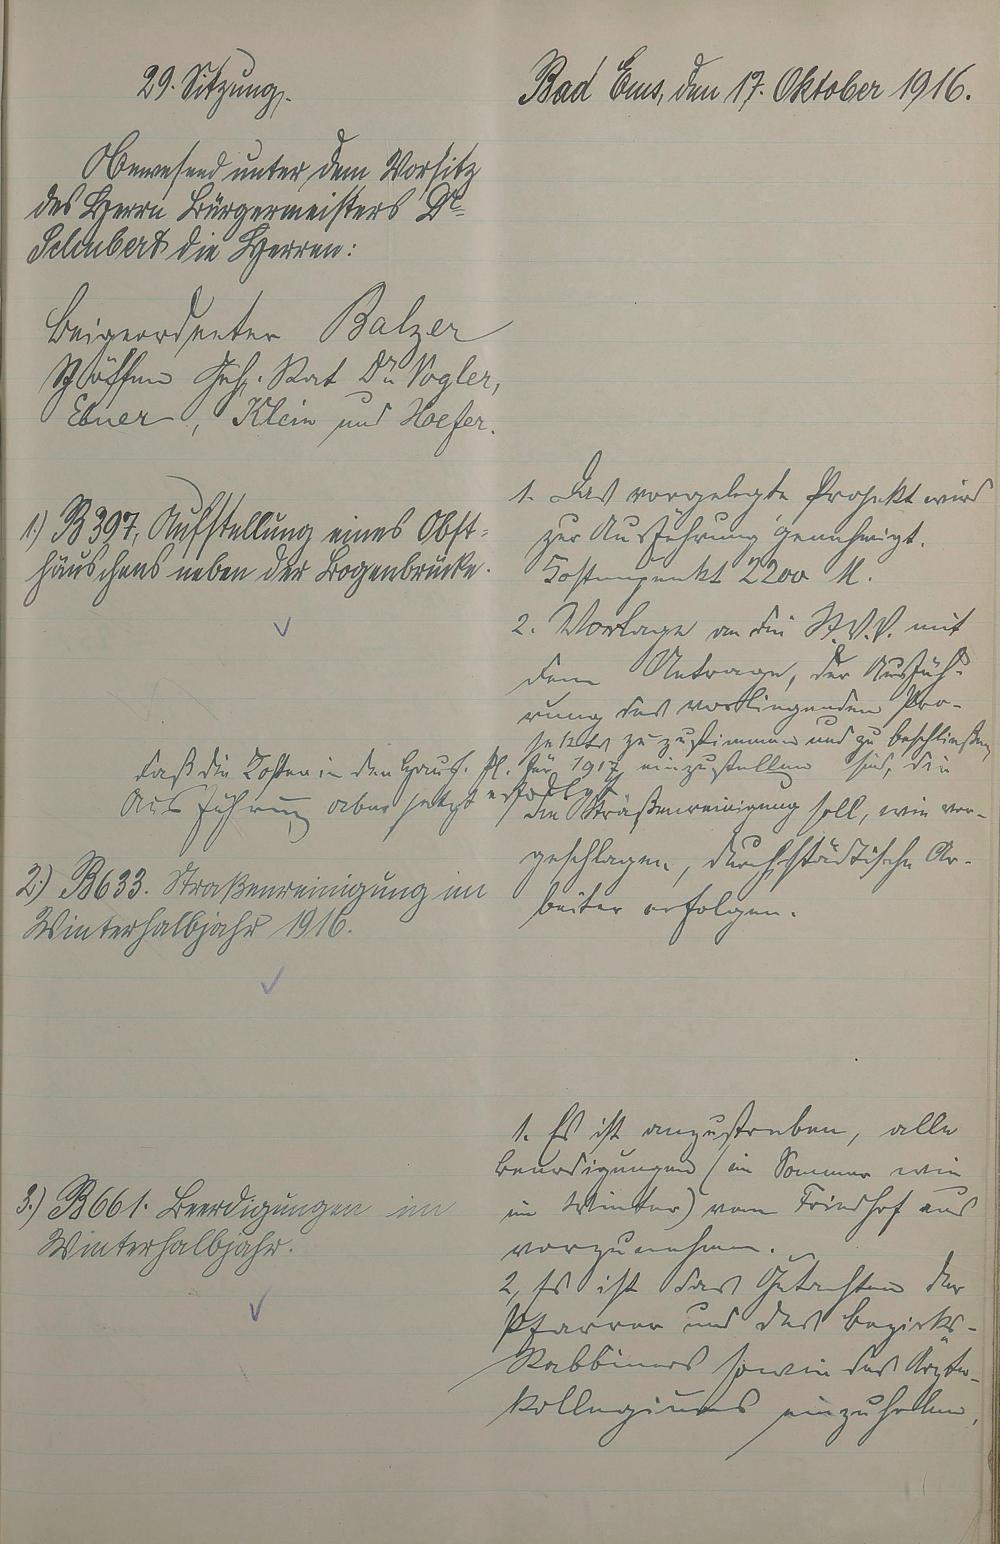 29. Sitzung.
Bad Ems, den 17. Oktober 1916.
Anwesend unter dem Vorsitz
des Herrn Bürgermeisters Dr.
Schubert die Herren:
Beigeordneter Balzer
Schöffen Geh. Rat Dr. Vogler,
Ebner, Klein und Hoefer.
1.) B 397. Aufstellung eines Obst-
häuschens neben der Bogenbrücke.
1. Das vorgelegte Projekt wird
zur Ausführung genehmigt.
Kostenpunkt 2200 M.
2. Vorlage an die St.V.V. mit
dem Antrage, der Ausfüh-
rung des vorliegenden Pro-
jektes zuzustimmen und zu beschließen,
daß die Kosten in den Haush. Pl. für 1917 einzustellen sind, die
Ausführung aber jetzt erfolgt
2.) B 633. Straßenreinigung im
Winterhalbjahr 1916.
Die Straßenreinigung soll, wie vor-
geschlagen, durch städtische Ar-
beiter erfolgen.
3.) B 661. Beerdigungen im
Winterhalbjahr.
1. Es ist anzustreben, alle
Beerdigungen (im Sommer wie
im Winter) vom Friedhof aus
vorzunehmen.
2, Es ist das Gutachten der
Pfarrer und des Bezirks-
Rabbiners sowie des Ärzte-
kollegiums einzuholen,